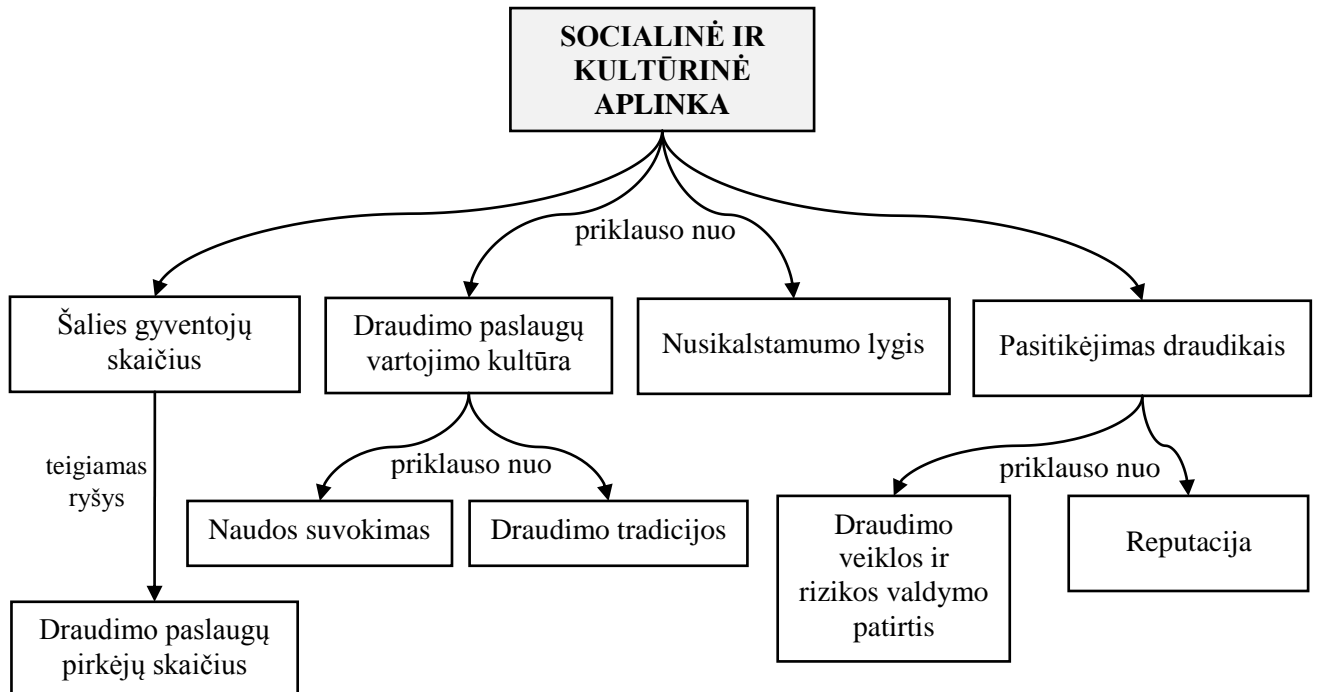 SOCIALINĖ IR
KULTŪRINĖ
APLINKA
priklauso nuo
Šalies gyventojų
skaičius
Draudimo paslaugų
vartojimo kultūra
Nusikalstamumo lygis
Pasitikėjimas draudikais
teigiamas
ryšys
priklauso nuo
priklauso nuo
Naudos suvokimas
Draudimo tradicijos
Draudimo
veiklos ir
rizikos valdymo
patirtis
Reputacija
Draudimo paslaugų
pirkėjų skaičius